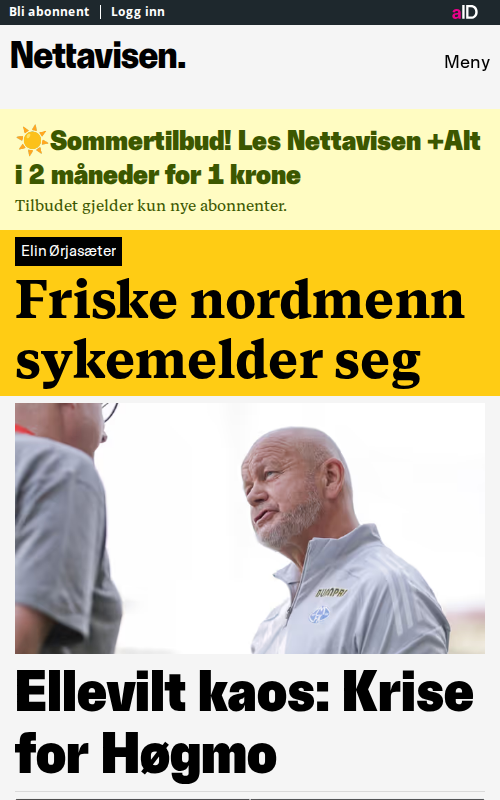 Bli abonnent
Logg inn
aID
Nettavisen.
Meny
Sommertilbud! Les Nettavisen +Alt
i 2 måneder for 1 krone
Tilbudet gjelder kun nye abonnenter.
Elin Ørjasæter
Friske nordmenn
sykemelder seg
Ellevilt kaos: Krise
for Høgmo